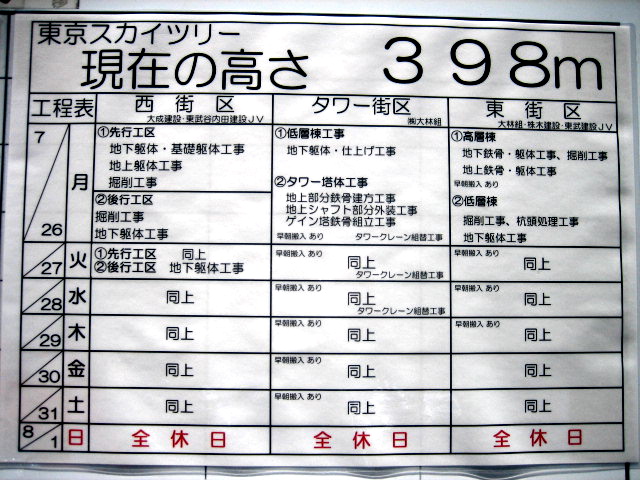 東京スカイツリー
現在の高さ 398m
工程表 西街区 タワー街区 東街区
大成建設・東武谷内田建設JV ㈱大林組 大林組・株木建設・東武建設JV
7/26 月
①先行工区
地下躯体・基礎躯体工事
地上躯体工事
掘削工事
②後行工区
掘削工事
地下躯体工事
①低層棟工事
地下躯体・仕上げ工事
②タワー塔体工事
地上部分鉄骨建方工事
地上シャフト部分外装工事
ゲイン塔鉄骨組立工事
早朝搬入あり タワークレーン組替工事
①高層棟
地下鉄骨・躯体工事、掘削工事
地上鉄骨・躯体工事
早朝搬入あり
②低層棟
掘削工事、杭頭処理工事
地下躯体工事
27 火
①先行工区 同上
②後行工区 地下躯体工事
早朝搬入あり
同上
タワークレーン組替工事
早朝搬入あり
同上
28 水
同上
早朝搬入あり
同上
タワークレーン組替工事
早朝搬入あり
同上
29 木
同上
早朝搬入あり
同上
早朝搬入あり
同上
30 金
同上
早朝搬入あり
同上
同上
31 土
同上
早朝搬入あり
同上
同上
8/1 日 全休日 全休日 全休日